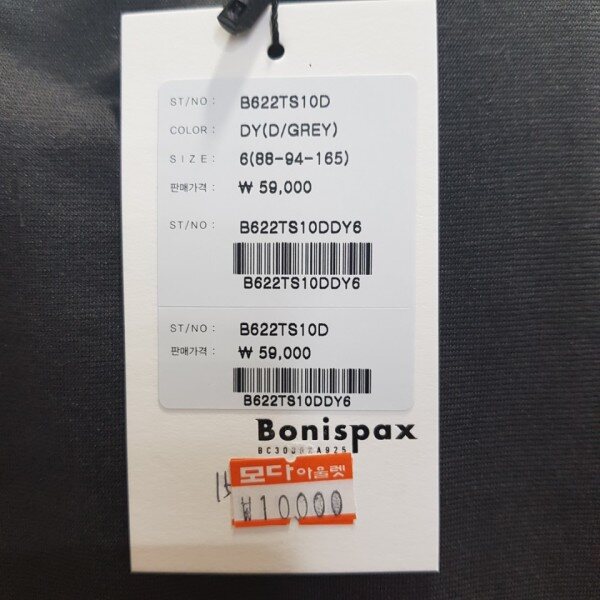 ST/NO : B622TS10D
COLOR : DY(D/GREY)
SIZE : 6(88-94-165)
판매가격 : ₩ 59,000
ST/NO : B622TS10DDY6
B622TS10DDY6
ST/NO : B622TS10D
판매가격 : ₩ 59,000
B622TS10DDY6
Bonispax
모다아울렛
₩10000